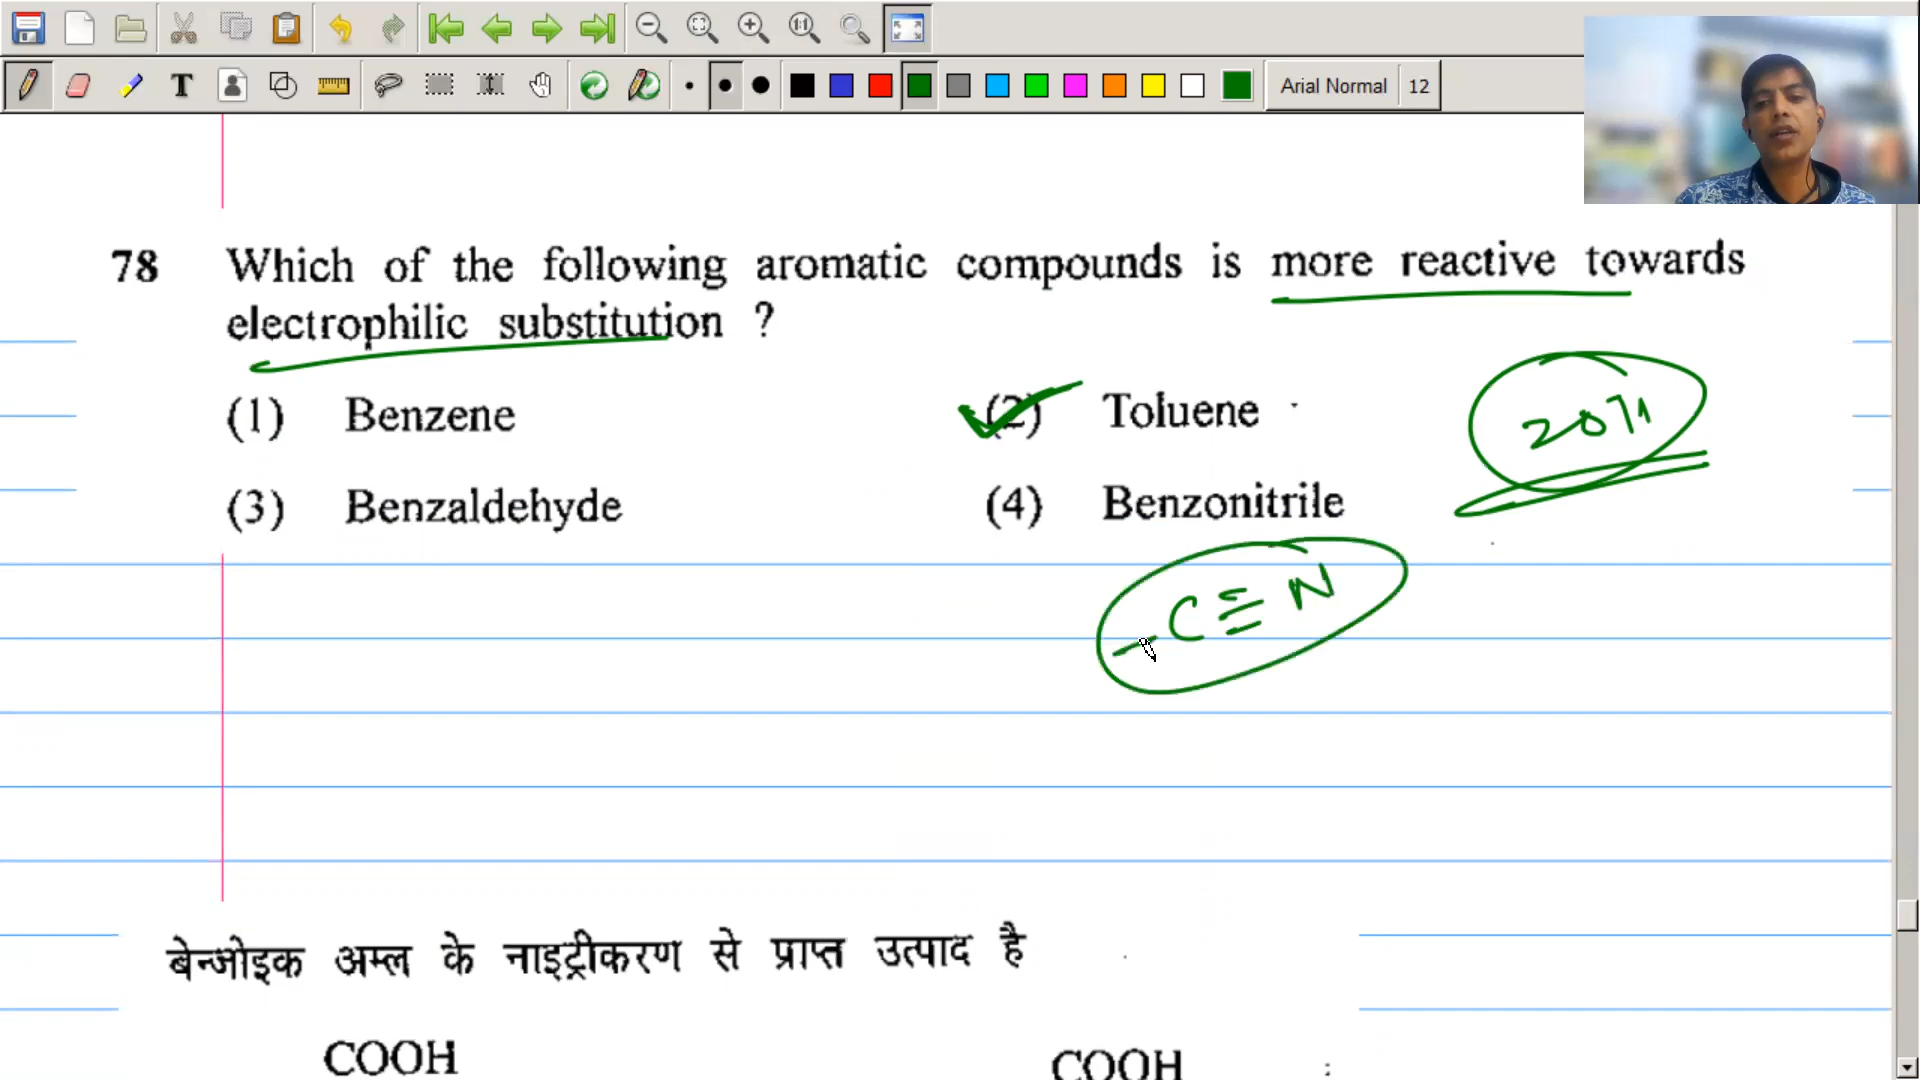 Arial Normal 12
78 Which of the following aromatic compounds is more reactive towards
electrophilic substitution ?
(1) Benzene (2) Toluene
2011
(3) Benzaldehyde (4) Benzonitrile
-C≡N
बेन्जोइक अम्ल के नाइट्रीकरण से प्राप्त उत्पाद है
COOH COOH